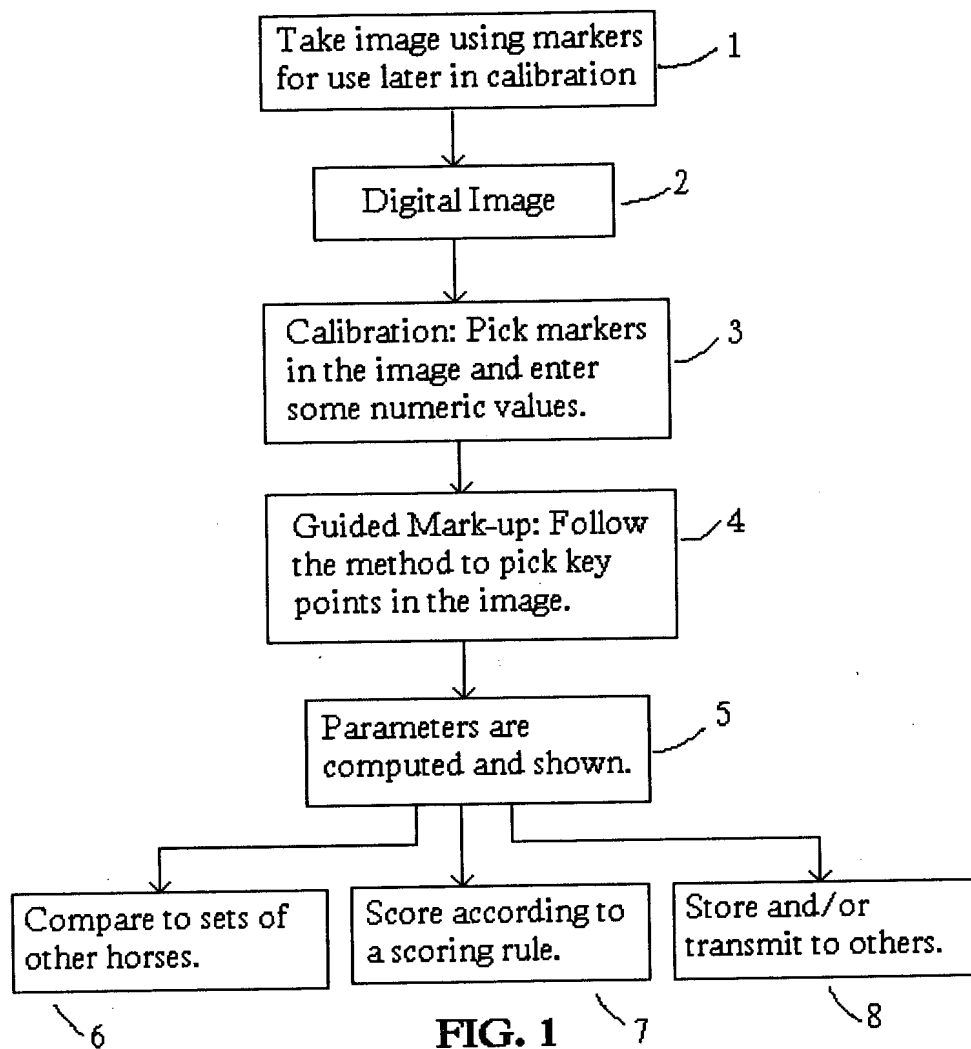 Take image using markers
for use later in calibration
1
Digital Image
2
Calibration: Pick markers
in the image and enter
some numeric values.
3
Guided Mark-up: Follow
the method to pick key
points in the image.
4
Parameters are
computed and shown.
5
Compare to sets of
other horses.
6
Score according to
a scoring rule.
7
Store and/or
transmit to others.
8
FIG. 1